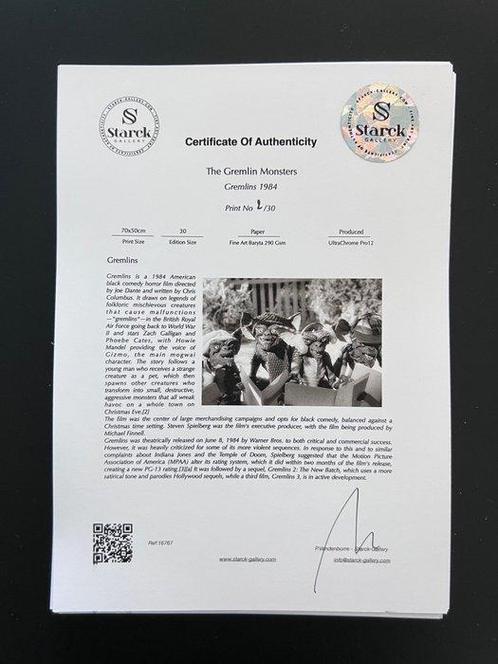 Starck
GALLERY
Starck
GALLERY
Certificate Of Authenticity
The Gremlin Monsters
Gremlins 1984
Print No 2/30
70x50cm
30
Paper
Produced
Print Size
Edition Size
Fine Art Baryta 290 Gsm
UltraChrome Pro12
Gremlins
Gremlins is a 1984 American
black comedy horror film directed
by Joe Dante and written by Chris
Columbus. It draws on legends of
folkloric mischievous creatures
that cause malfunctions
—"gremlins"—in the British Royal
Air Force going back to World War
II and stars Zach Galligan and
Phoebe Cates, with Howie
Mandel providing the voice of
Gizmo, the main mogwai
character. The story follows a
young man who receives a strange
creature as a pet, which then
spawns other creatures who
transform into small, destructive,
aggressive monsters that all wreak
havoc on a whole town on
Christmas Eve.[2]
The film was the center of large merchandising campaigns and opts for black comedy, balanced against a
Christmas time setting. Steven Spielberg was the film's executive producer, with the film being produced by
Michael Finnell.
Gremlins was theatrically released on June 8, 1984 by Warner Bros. to both critical and commercial success.
However, it was heavily criticized for some of its more violent sequences. In response to this and to similar
complaints about Indiana Jones and the Temple of Doom, Spielberg suggested that the Motion Picture
Association of America (MPAA) alter its rating system, which it did within two months of the film's release,
creating a new PG-13 rating.[3][a] It was followed by a sequel, Gremlins 2: The New Batch, which uses a more
satirical tone and parodies Hollywood sequels, while a third film, Gremlins 3, is in active development.
Ref:16767
P.Vandenborre - Starck-Gallery
www.starck-gallery.com
info@starck-gallery.com